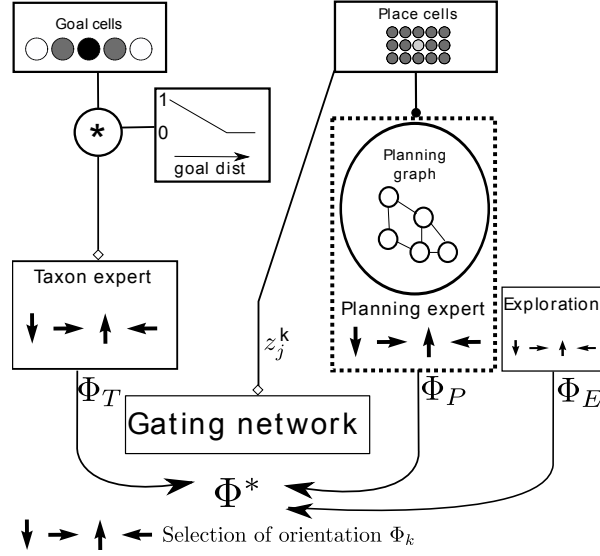 Goal cells
Place cells
*
1
0
goal dist
Planning
graph
Taxon expert
Planning expert
Exploration
z_j^k
Φ_T
Φ_P
Φ_E
Gating network
Φ*
Selection of orientation Φ_k